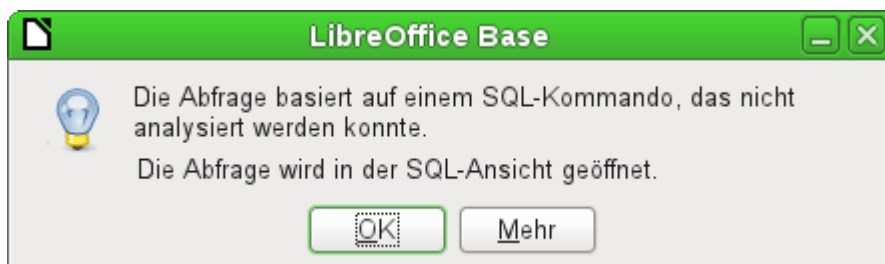 LibreOffice Base
Die Abfrage basiert auf einem SQL-Kommando, das nicht
analysiert werden konnte.
Die Abfrage wird in der SQL-Ansicht geöffnet.
OK Mehr